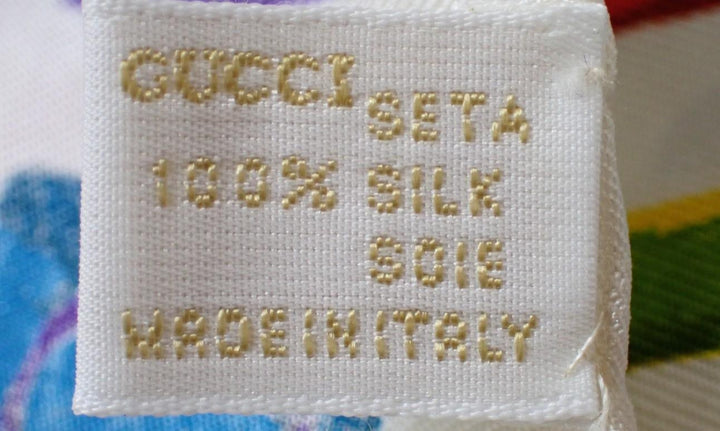 GUCCI
SETA
100% SILK
SOIE
MADE IN ITALY